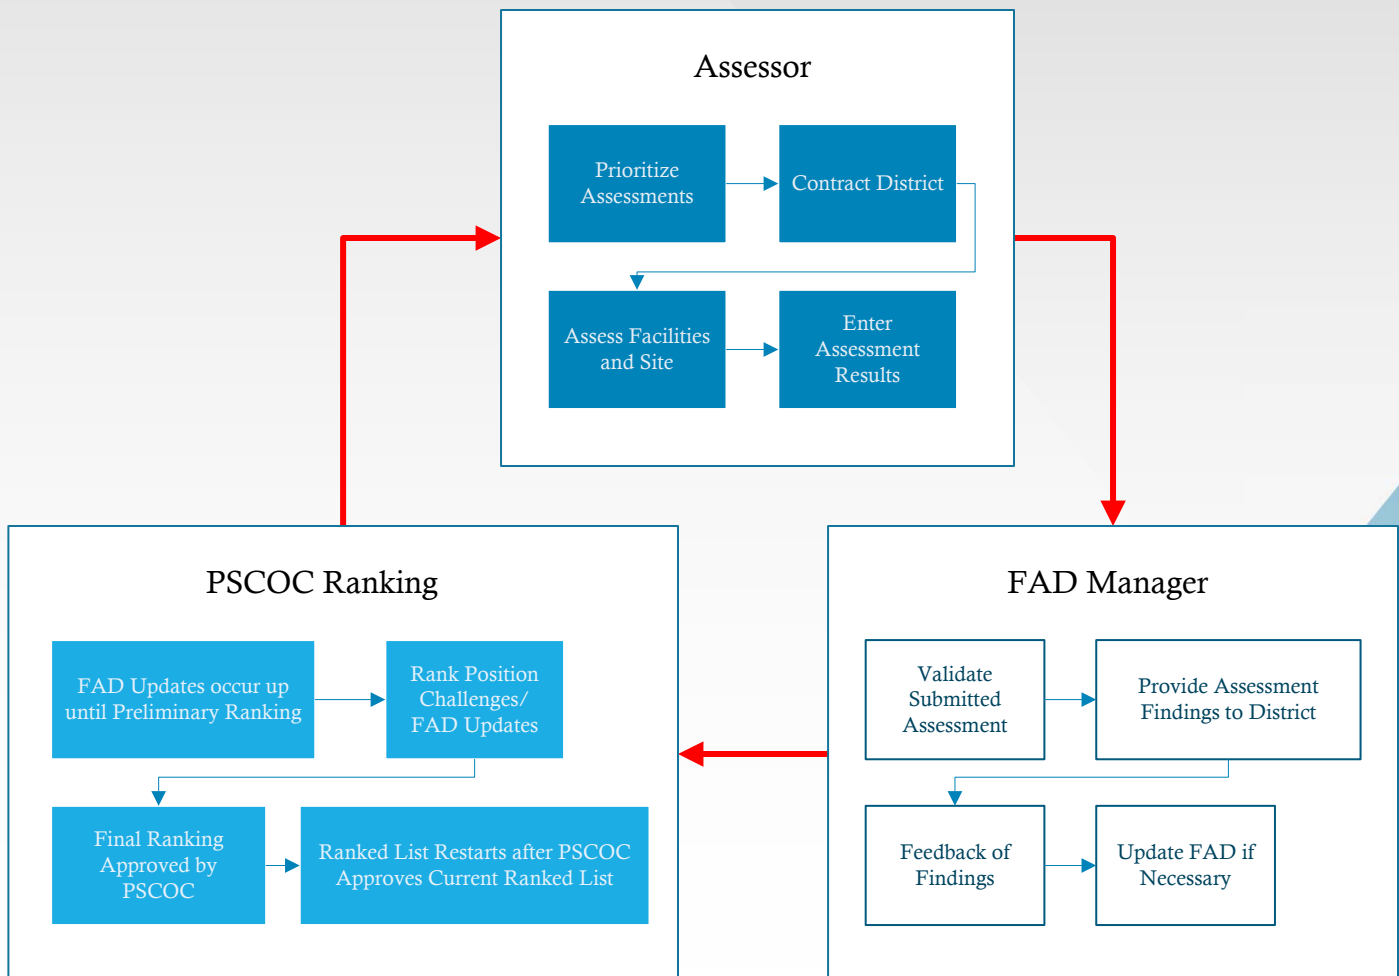 Assessor
Prioritize
Assessments
Contract District
Assess Facilities
and Site
Enter
Assessment
Results
PSCOC Ranking
FAD Updates occur up
until Preliminary Ranking
Rank Position
Challenges/
FAD Updates
Final Ranking
Approved by
PSCOC
Ranked List Restarts after PSCOC
Approves Current Ranked List
FAD Manager
Validate
Submitted
Assessment
Provide Assessment
Findings to District
Feedback of
Findings
Update FAD if
Necessary